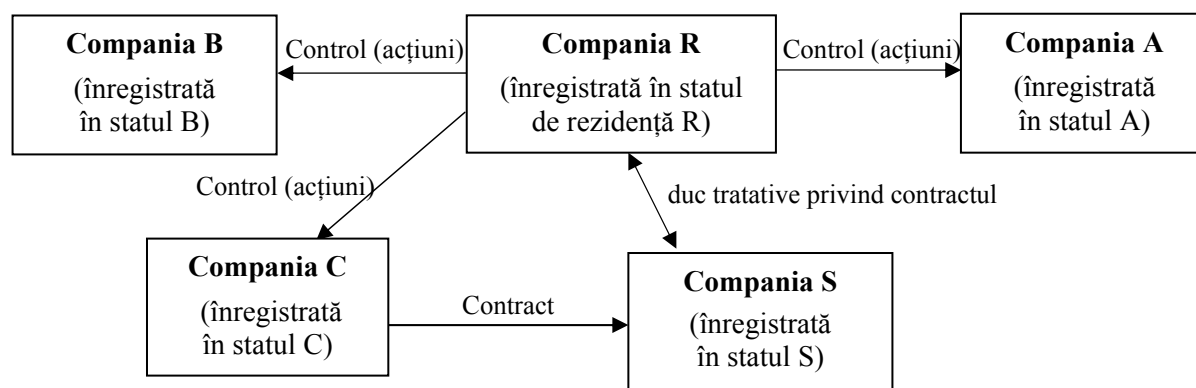 Compania B
(înregistrată
în statul B)
Control (acțiuni)
Compania R
(înregistrată în statul
de rezidență R)
Control (acțiuni)
Compania A
(înregistrată
în statul A)
Control (acțiuni)
duc tratative privind contractul
Compania C
(înregistrată
în statul C)
Contract
Compania S
(înregistrată
în statul S)